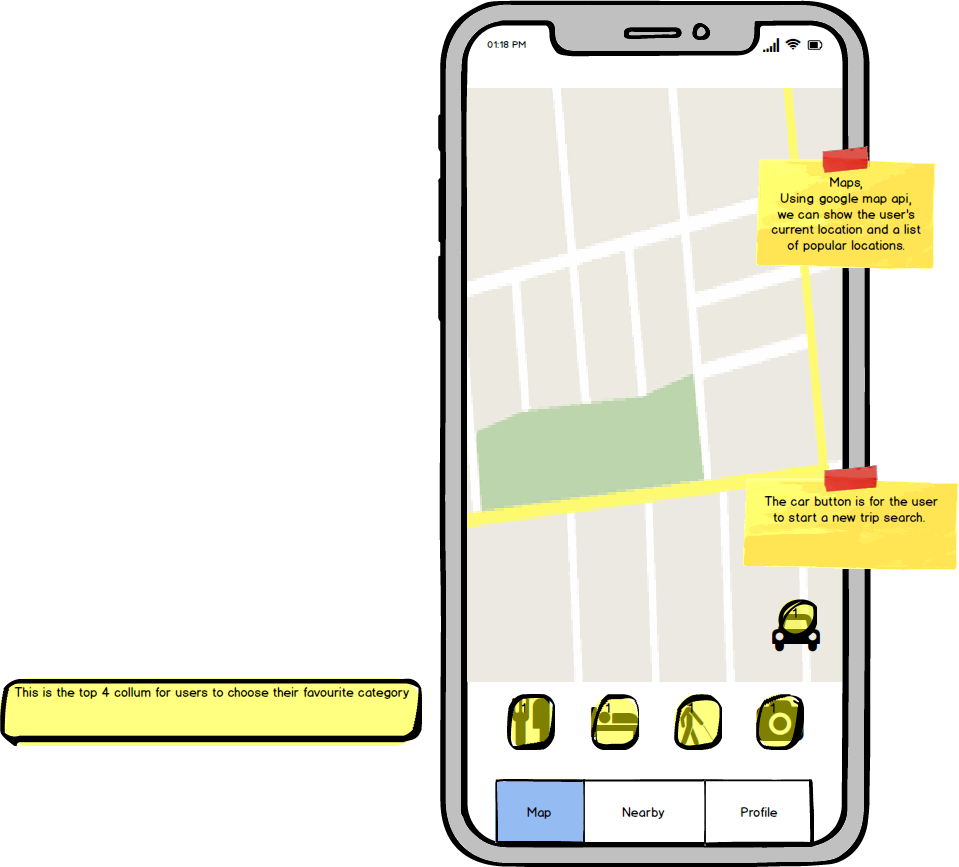 01:18 PM
Maps,
Using google map api,
we can show the user's
current location and a list
of popular locations.
The car button is for the user
to start a new trip search.
1
This is the top 4 collum for users to choose their favourite category
1
1
1
1
Map
Nearby
Profile